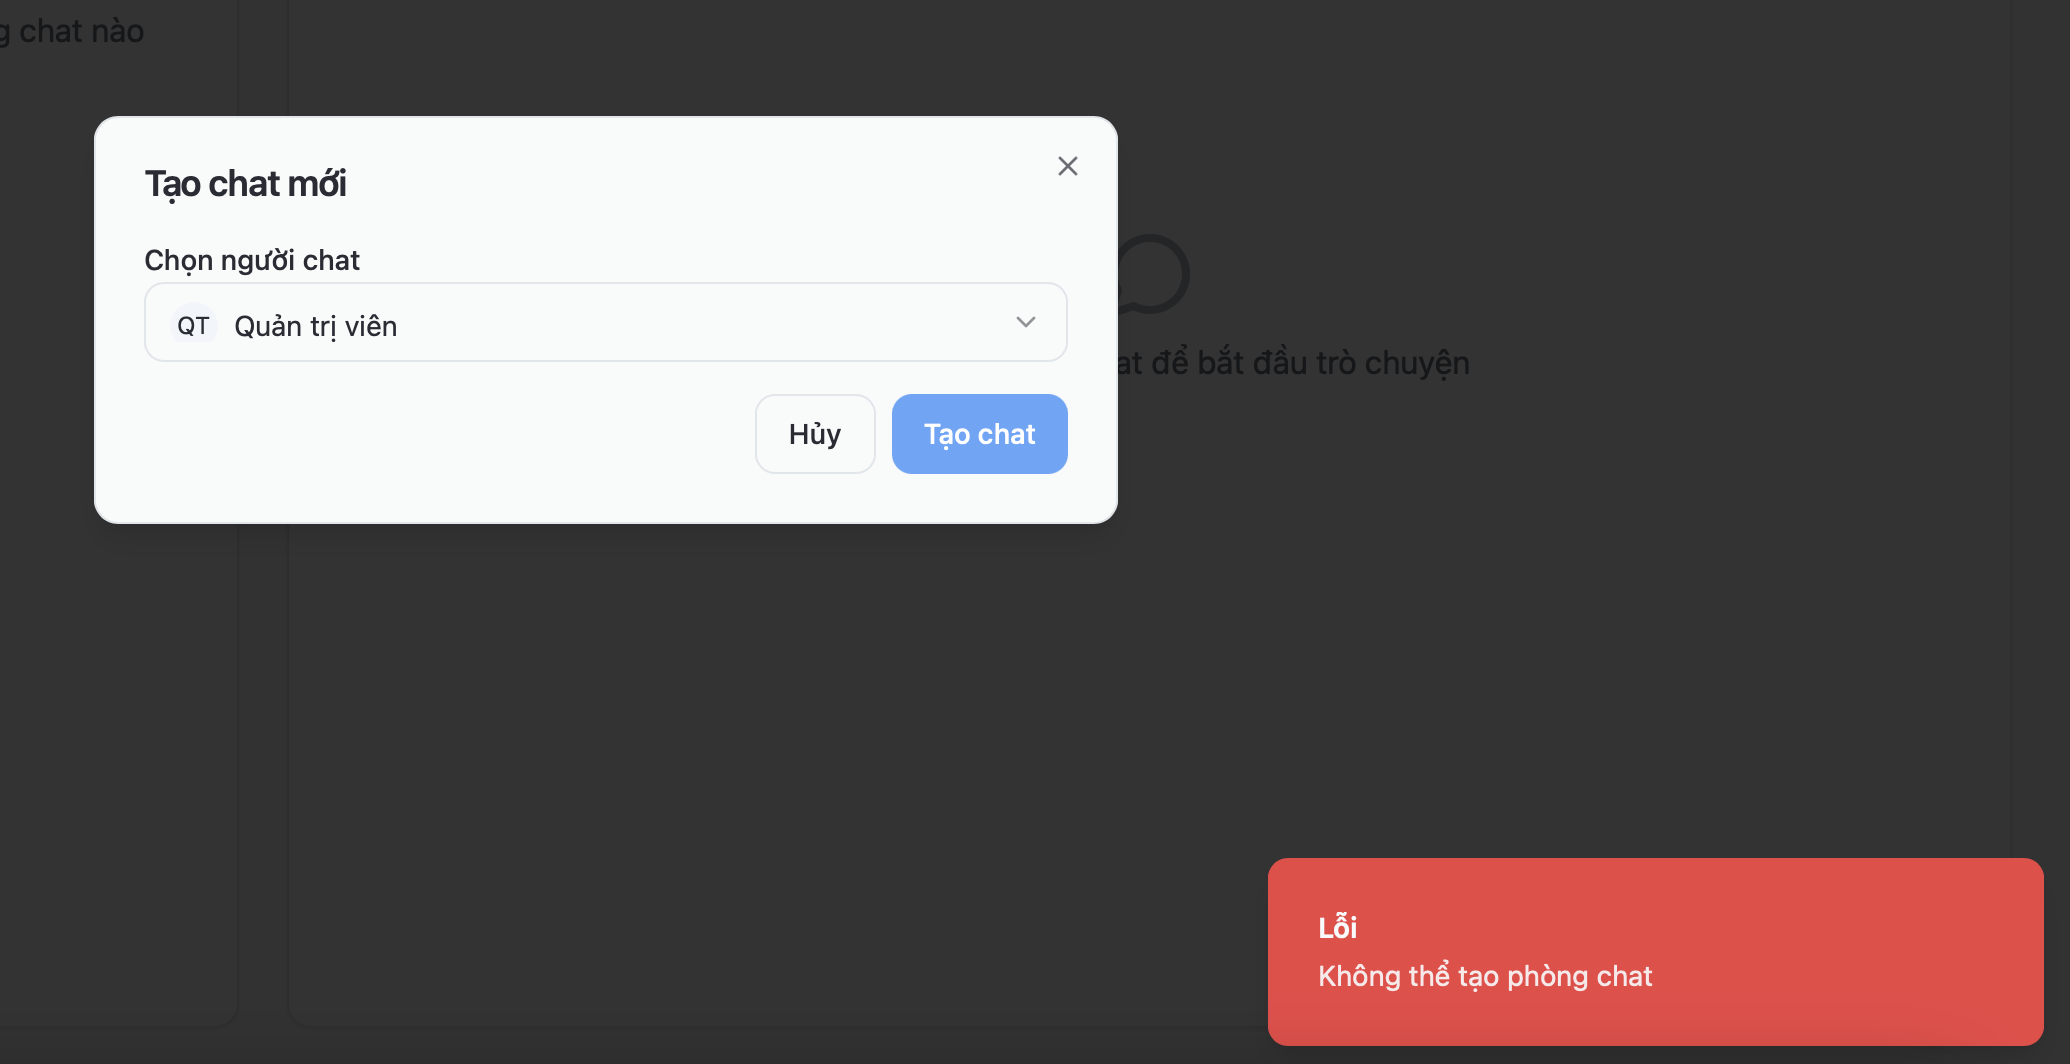 chat nào
Tạo chat mới
Chọn người chat
QT Quản trị viên
để bắt đầu trò chuyện
Hủy
Tạo chat
Lỗi
Không thể tạo phòng chat